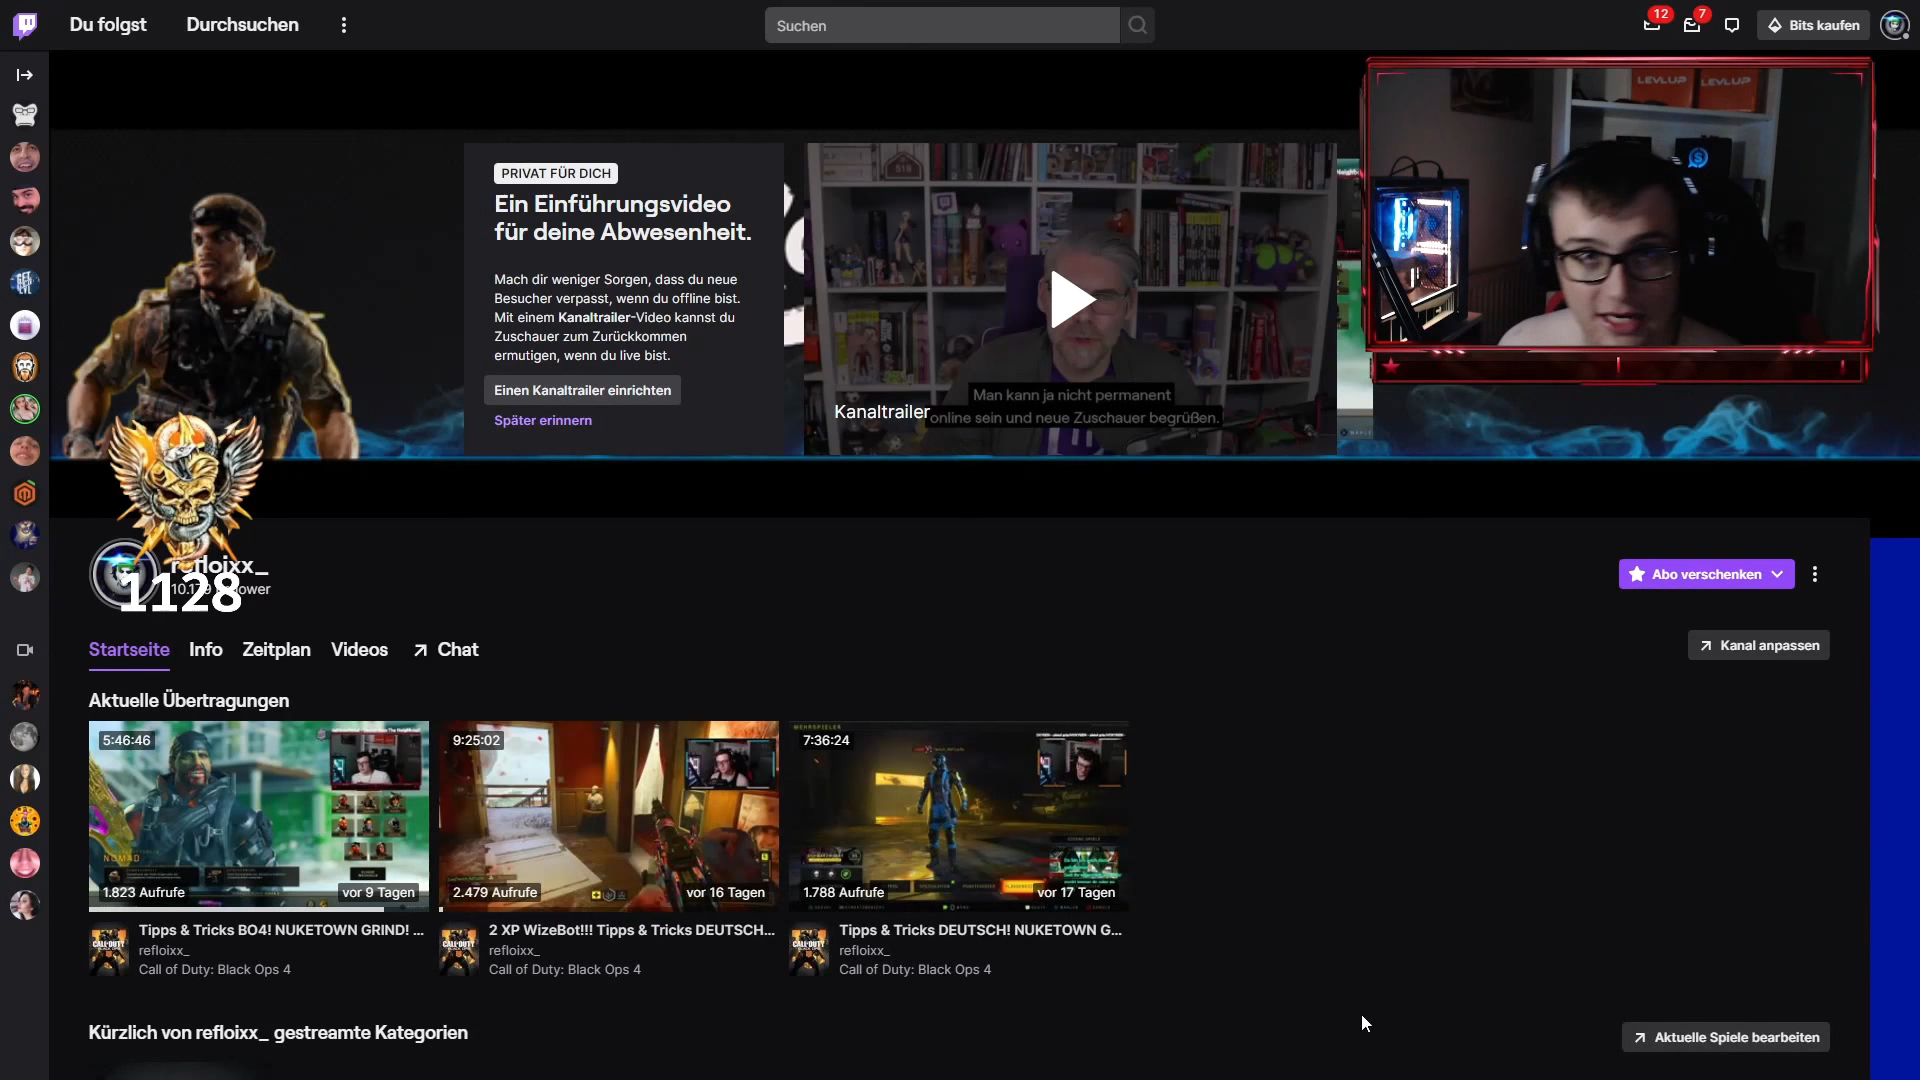 Du folgst
Durchsuchen
Suchen
12
7
Bits kaufen
LEVLUP
LEVLUP
PRIVAT FÜR DICH
Ein Einführungsvideo
für deine Abwesenheit.
Mach dir weniger Sorgen, dass du neue
Besucher verpasst, wenn du offline bist.
Mit einem Kanaltrailer-Video kannst du
Zuschauer zum Zurückkommen
ermutigen, wenn du live bist.
Einen Kanaltrailer einrichten
Später erinnern
Man kann ja nicht permanent
Kanaltrailer
online sein und neue Zuschauer begrüßen.
refloixx_
1128
Abo verschenken
Startseite
Info
Zeitplan
Videos
Chat
Kanal anpassen
Aktuelle Übertragungen
5:46:46
NOMAD
1.823 Aufrufe
vor 9 Tagen
9:25:02
2.479 Aufrufe
vor 16 Tagen
MEHRSPIELER
7:36:24
1.788 Aufrufe
vor 17 Tagen
Tipps & Tricks BO4! NUKETOWN GRIND! ...
refloixx_
Call of Duty: Black Ops 4
2 XP WizeBot!!! Tipps & Tricks DEUTSCH...
refloixx_
Call of Duty: Black Ops 4
Tipps & Tricks DEUTSCH! NUKETOWN G...
refloixx_
Call of Duty: Black Ops 4
Kürzlich von refloixx_ gestreamte Kategorien
Aktuelle Spiele bearbeiten